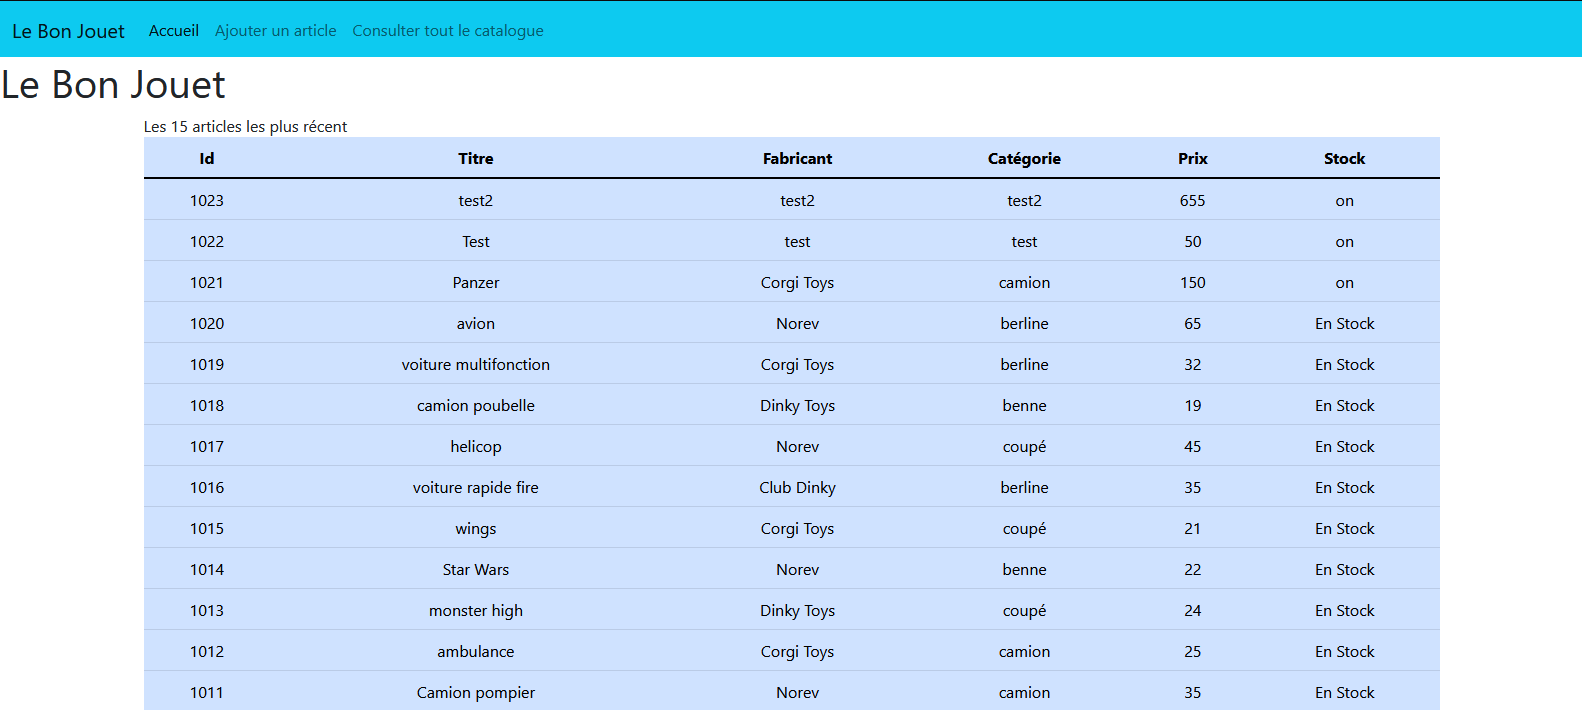 Le Bon Jouet Accueil Ajouter un article Consulter tout le catalogue
Le Bon Jouet
Les 15 articles les plus récent
Id Titre Fabricant Catégorie Prix Stock
1023 test2 test2 test2 655 on
1022 Test test test 50 on
1021 Panzer Corgi Toys camion 150 on
1020 avion Norev berline 65 En Stock
1019 voiture multifonction Corgi Toys berline 32 En Stock
1018 camion poubelle Dinky Toys benne 19 En Stock
1017 helicop Norev coupé 45 En Stock
1016 voiture rapide fire Club Dinky berline 35 En Stock
1015 wings Corgi Toys coupé 21 En Stock
1014 Star Wars Norev benne 22 En Stock
1013 monster high Dinky Toys coupé 24 En Stock
1012 ambulance Corgi Toys camion 25 En Stock
1011 Camion pompier Norev camion 35 En Stock